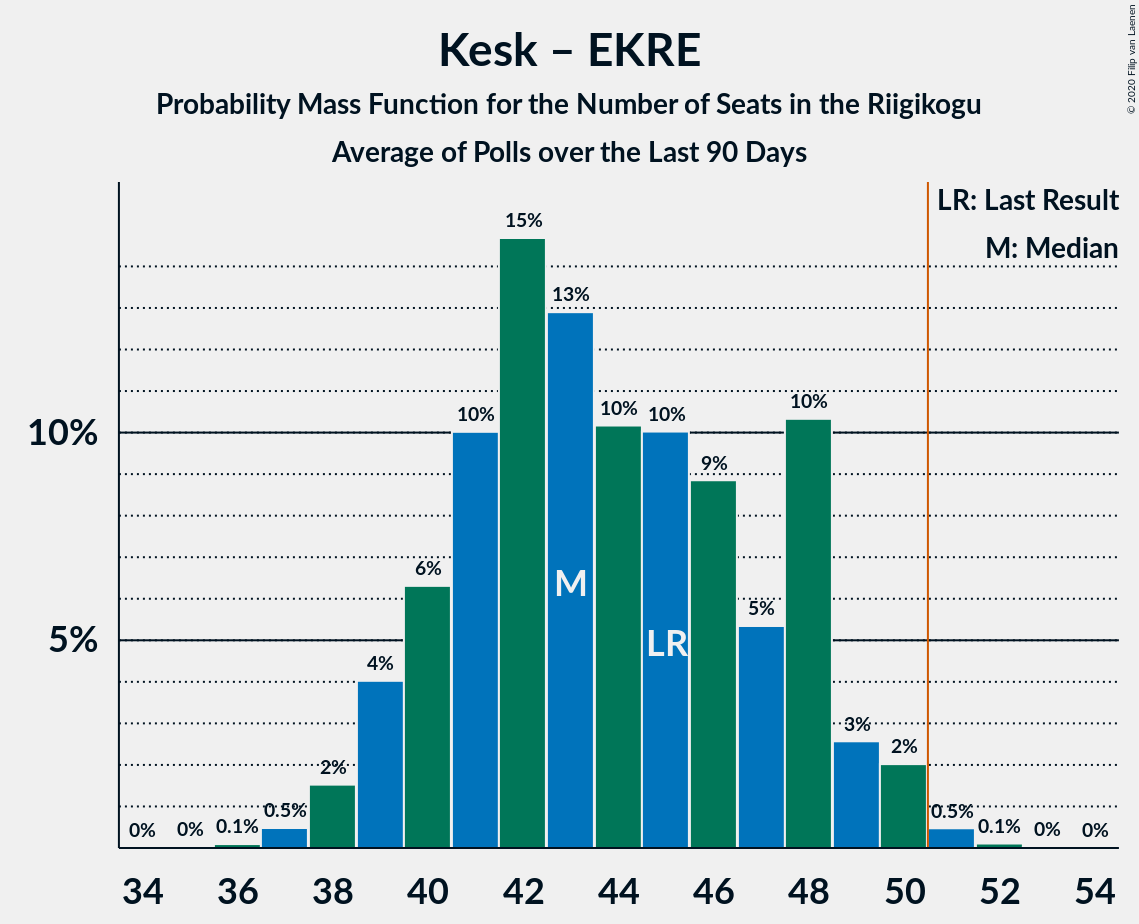 © 2020 Filip van Laenen
Kesk – EKRE
Probability Mass Function for the Number of Seats in the Riigikogu
Average of Polls over the Last 90 Days
LR: Last Result
M: Median
15%
13%
10%
10% 10% 10%
10%
9%
6%
5%
M
5%
LR
4%
3%
2%
2%
0% 0% 0.1% 0.5%
0.5% 0.1% 0% 0%
34 36 38 40 42 44 46 48 50 52 54